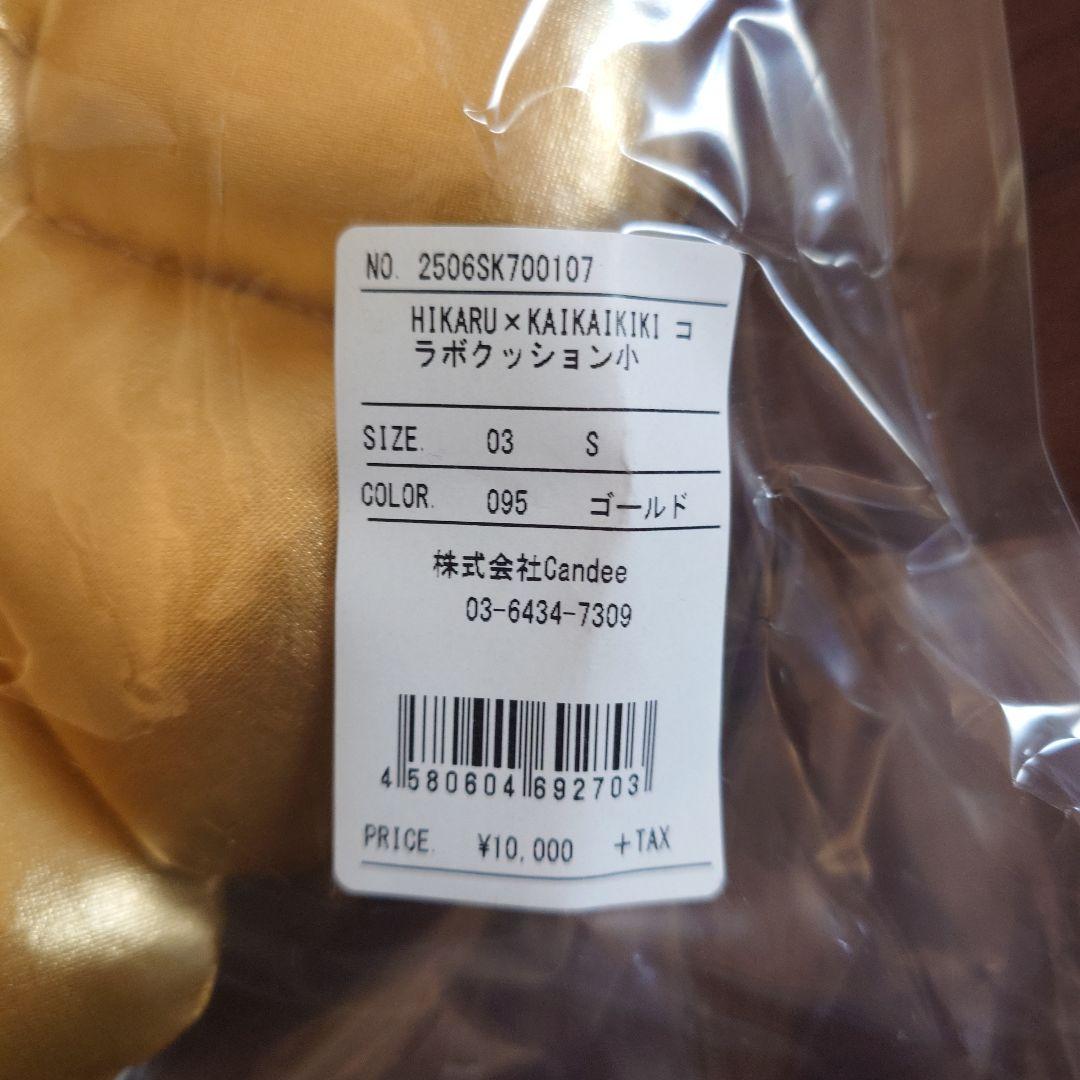 NO. 2506SK700107
HIKARU×KAIKAIKIKI コ
ラボクッション小
SIZE. 03 S
COLOR. 095 ゴールド
株式会社Candee
03-6434-7309
4 580604 692703
PRICE. ¥10,000 +TAX